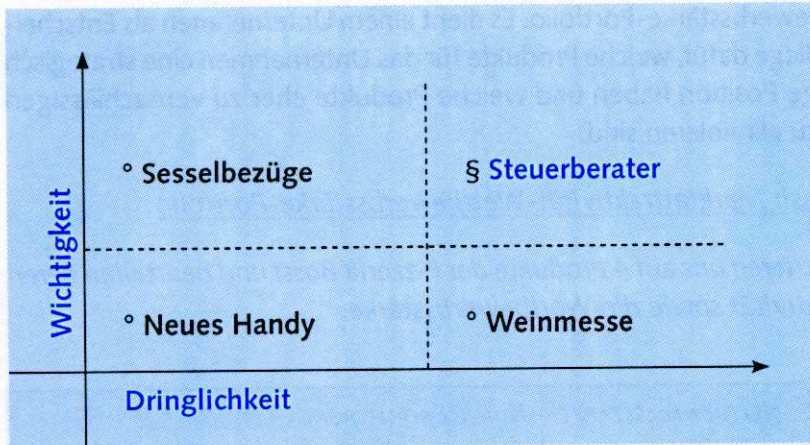 ° Sesselbezüge
§ Steuerberater
Wichtigkeit
° Neues Handy
° Weinmesse
Dringlichkeit